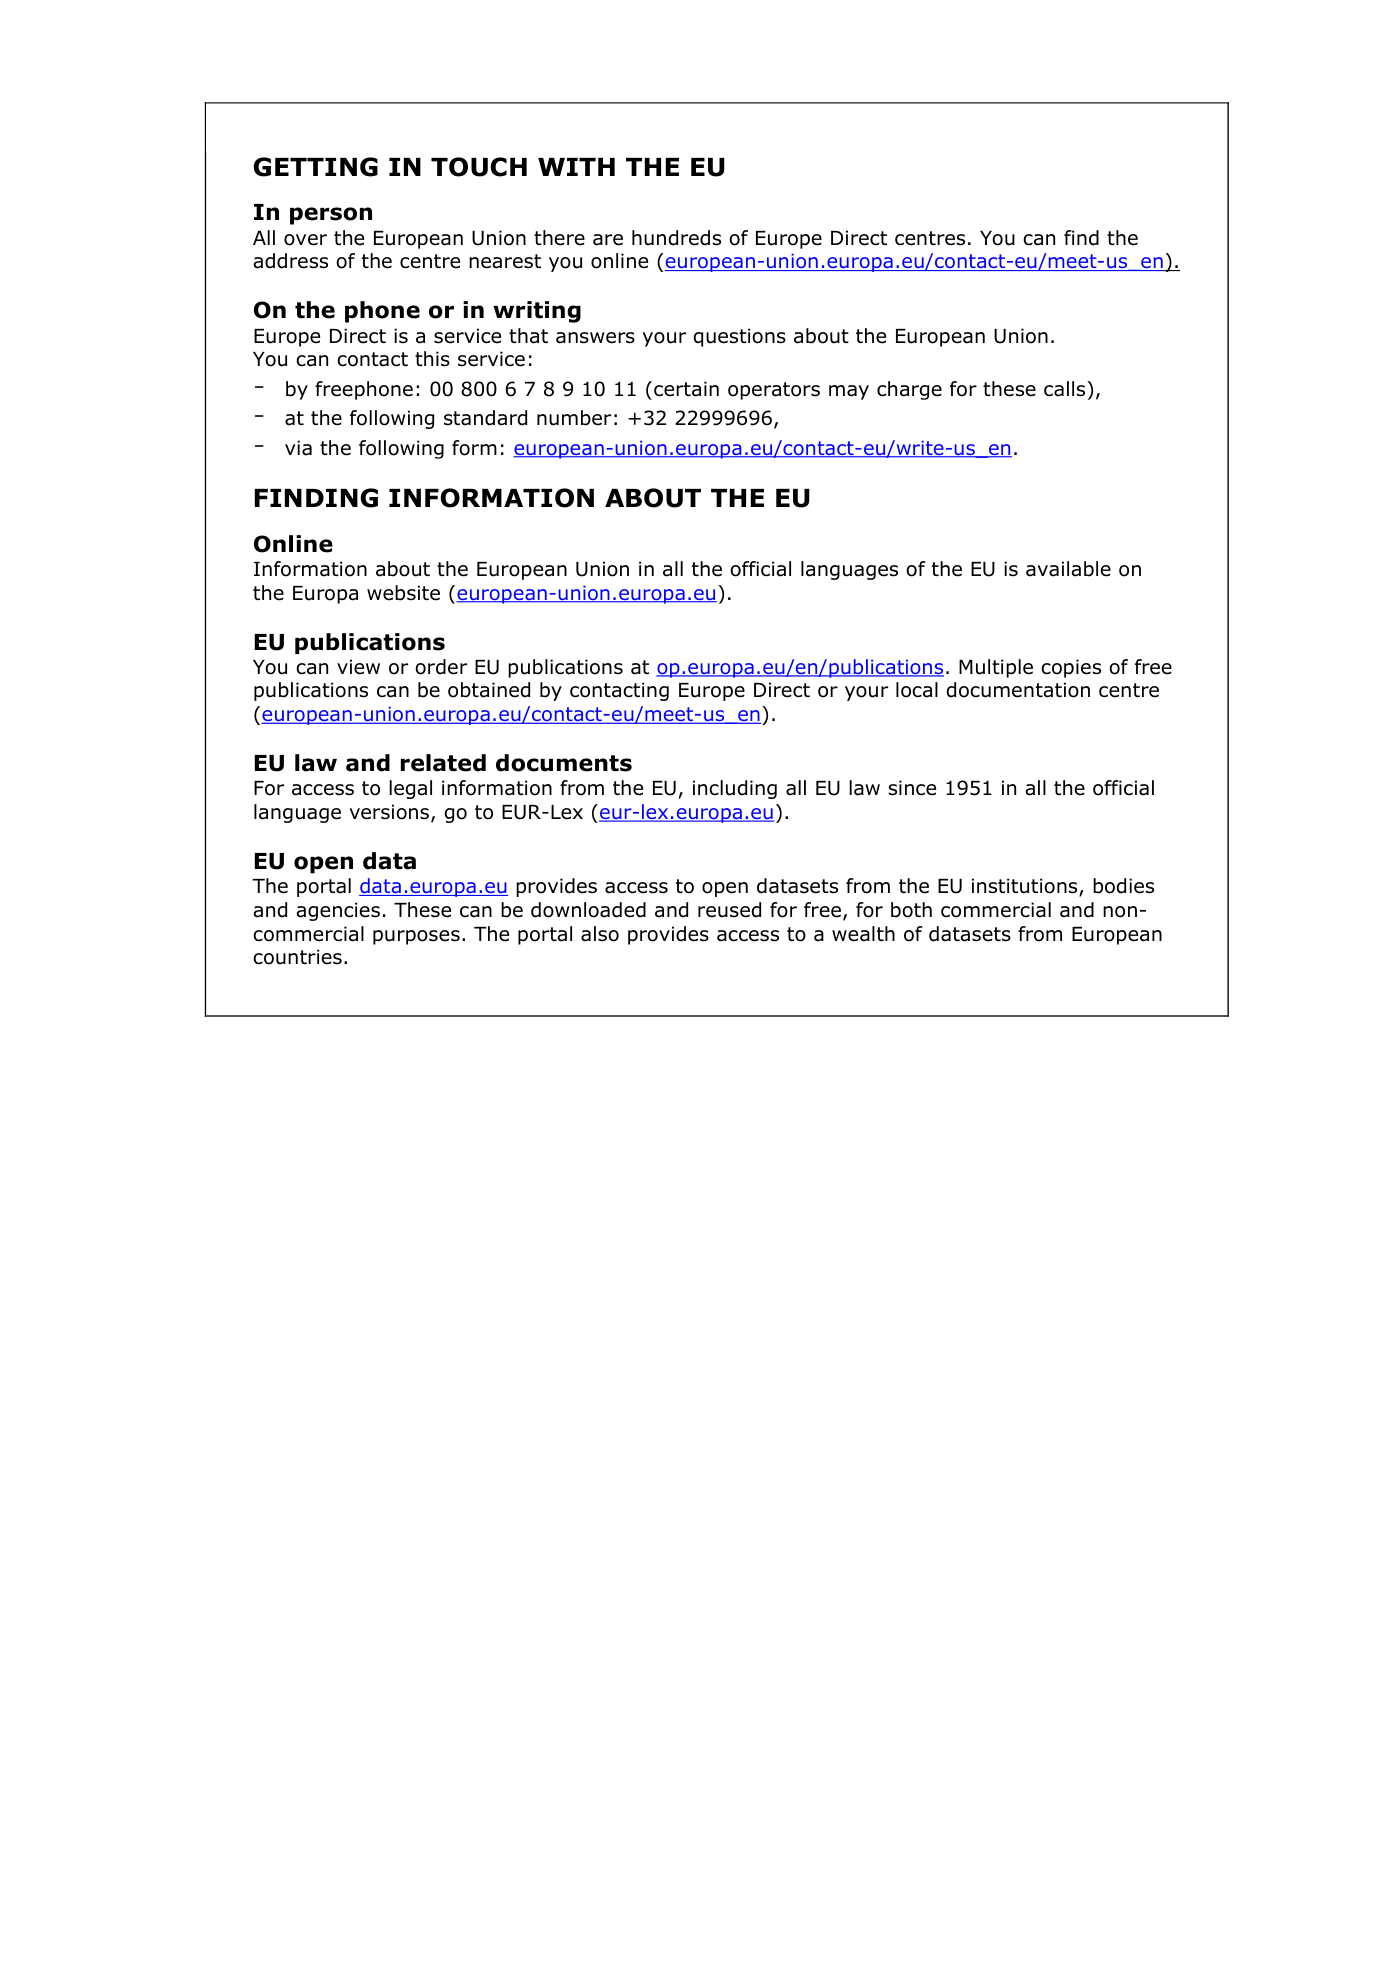 GETTING IN TOUCH WITH THE EU
In person
All over the European Union there are hundreds of Europe Direct centres. You can find the
address of the centre nearest you online (european-union.europa.eu/contact-eu/meet-us_en).
On the phone or in writing
Europe Direct is a service that answers your questions about the European Union.
You can contact this service:
− by freephone: 00 800 6 7 8 9 10 11 (certain operators may charge for these calls),
− at the following standard number: +32 22999696,
− via the following form: european-union.europa.eu/contact-eu/write-us_en.
FINDING INFORMATION ABOUT THE EU
Online
Information about the European Union in all the official languages of the EU is available on
the Europa website (european-union.europa.eu).
EU publications
You can view or order EU publications at op.europa.eu/en/publications. Multiple copies of free
publications can be obtained by contacting Europe Direct or your local documentation centre
(european-union.europa.eu/contact-eu/meet-us_en).
EU law and related documents
For access to legal information from the EU, including all EU law since 1951 in all the official
language versions, go to EUR-Lex (eur-lex.europa.eu).
EU open data
The portal data.europa.eu provides access to open datasets from the EU institutions, bodies
and agencies. These can be downloaded and reused for free, for both commercial and non-
commercial purposes. The portal also provides access to a wealth of datasets from European
countries.